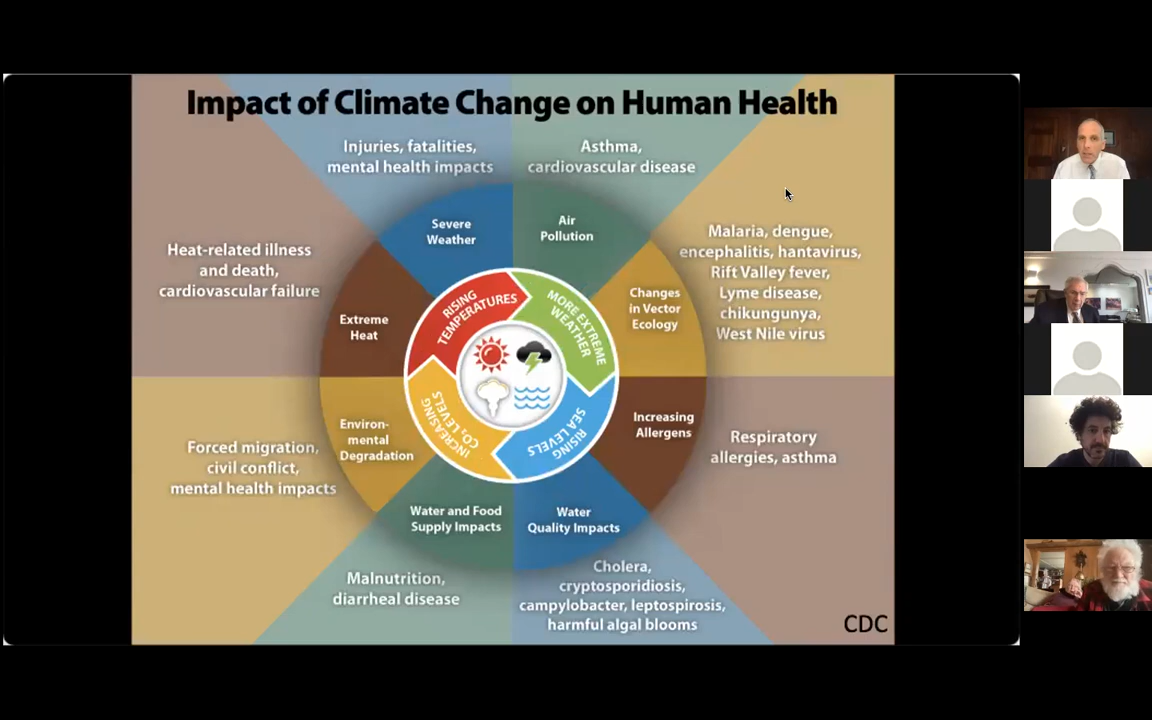 Impact of Climate Change on Human Health
Injuries, fatalities,
mental health impacts
Asthma,
cardiovascular disease
Severe
Weather
Air
Pollution
Heat-related illness
and death,
cardiovascular failure
Malaria, dengue,
encephalitis, hantavirus,
Rift Valley fever,
Lyme disease,
chikungunya,
West Nile virus
Extreme
Heat
Changes
in Vector
Ecology
RISING
TEMPERATURES
MORE EXTREME
WEATHER
INCREASING
CO₂ LEVELS
RISING
SEA LEVELS
Environ-
mental
Degradation
Increasing
Allergens
Forced migration,
civil conflict,
mental health impacts
Respiratory
allergies, asthma
Water and Food
Supply Impacts
Water
Quality Impacts
Malnutrition,
diarrheal disease
Cholera,
cryptosporidiosis,
campylobacter, leptospirosis,
harmful algal blooms
CDC